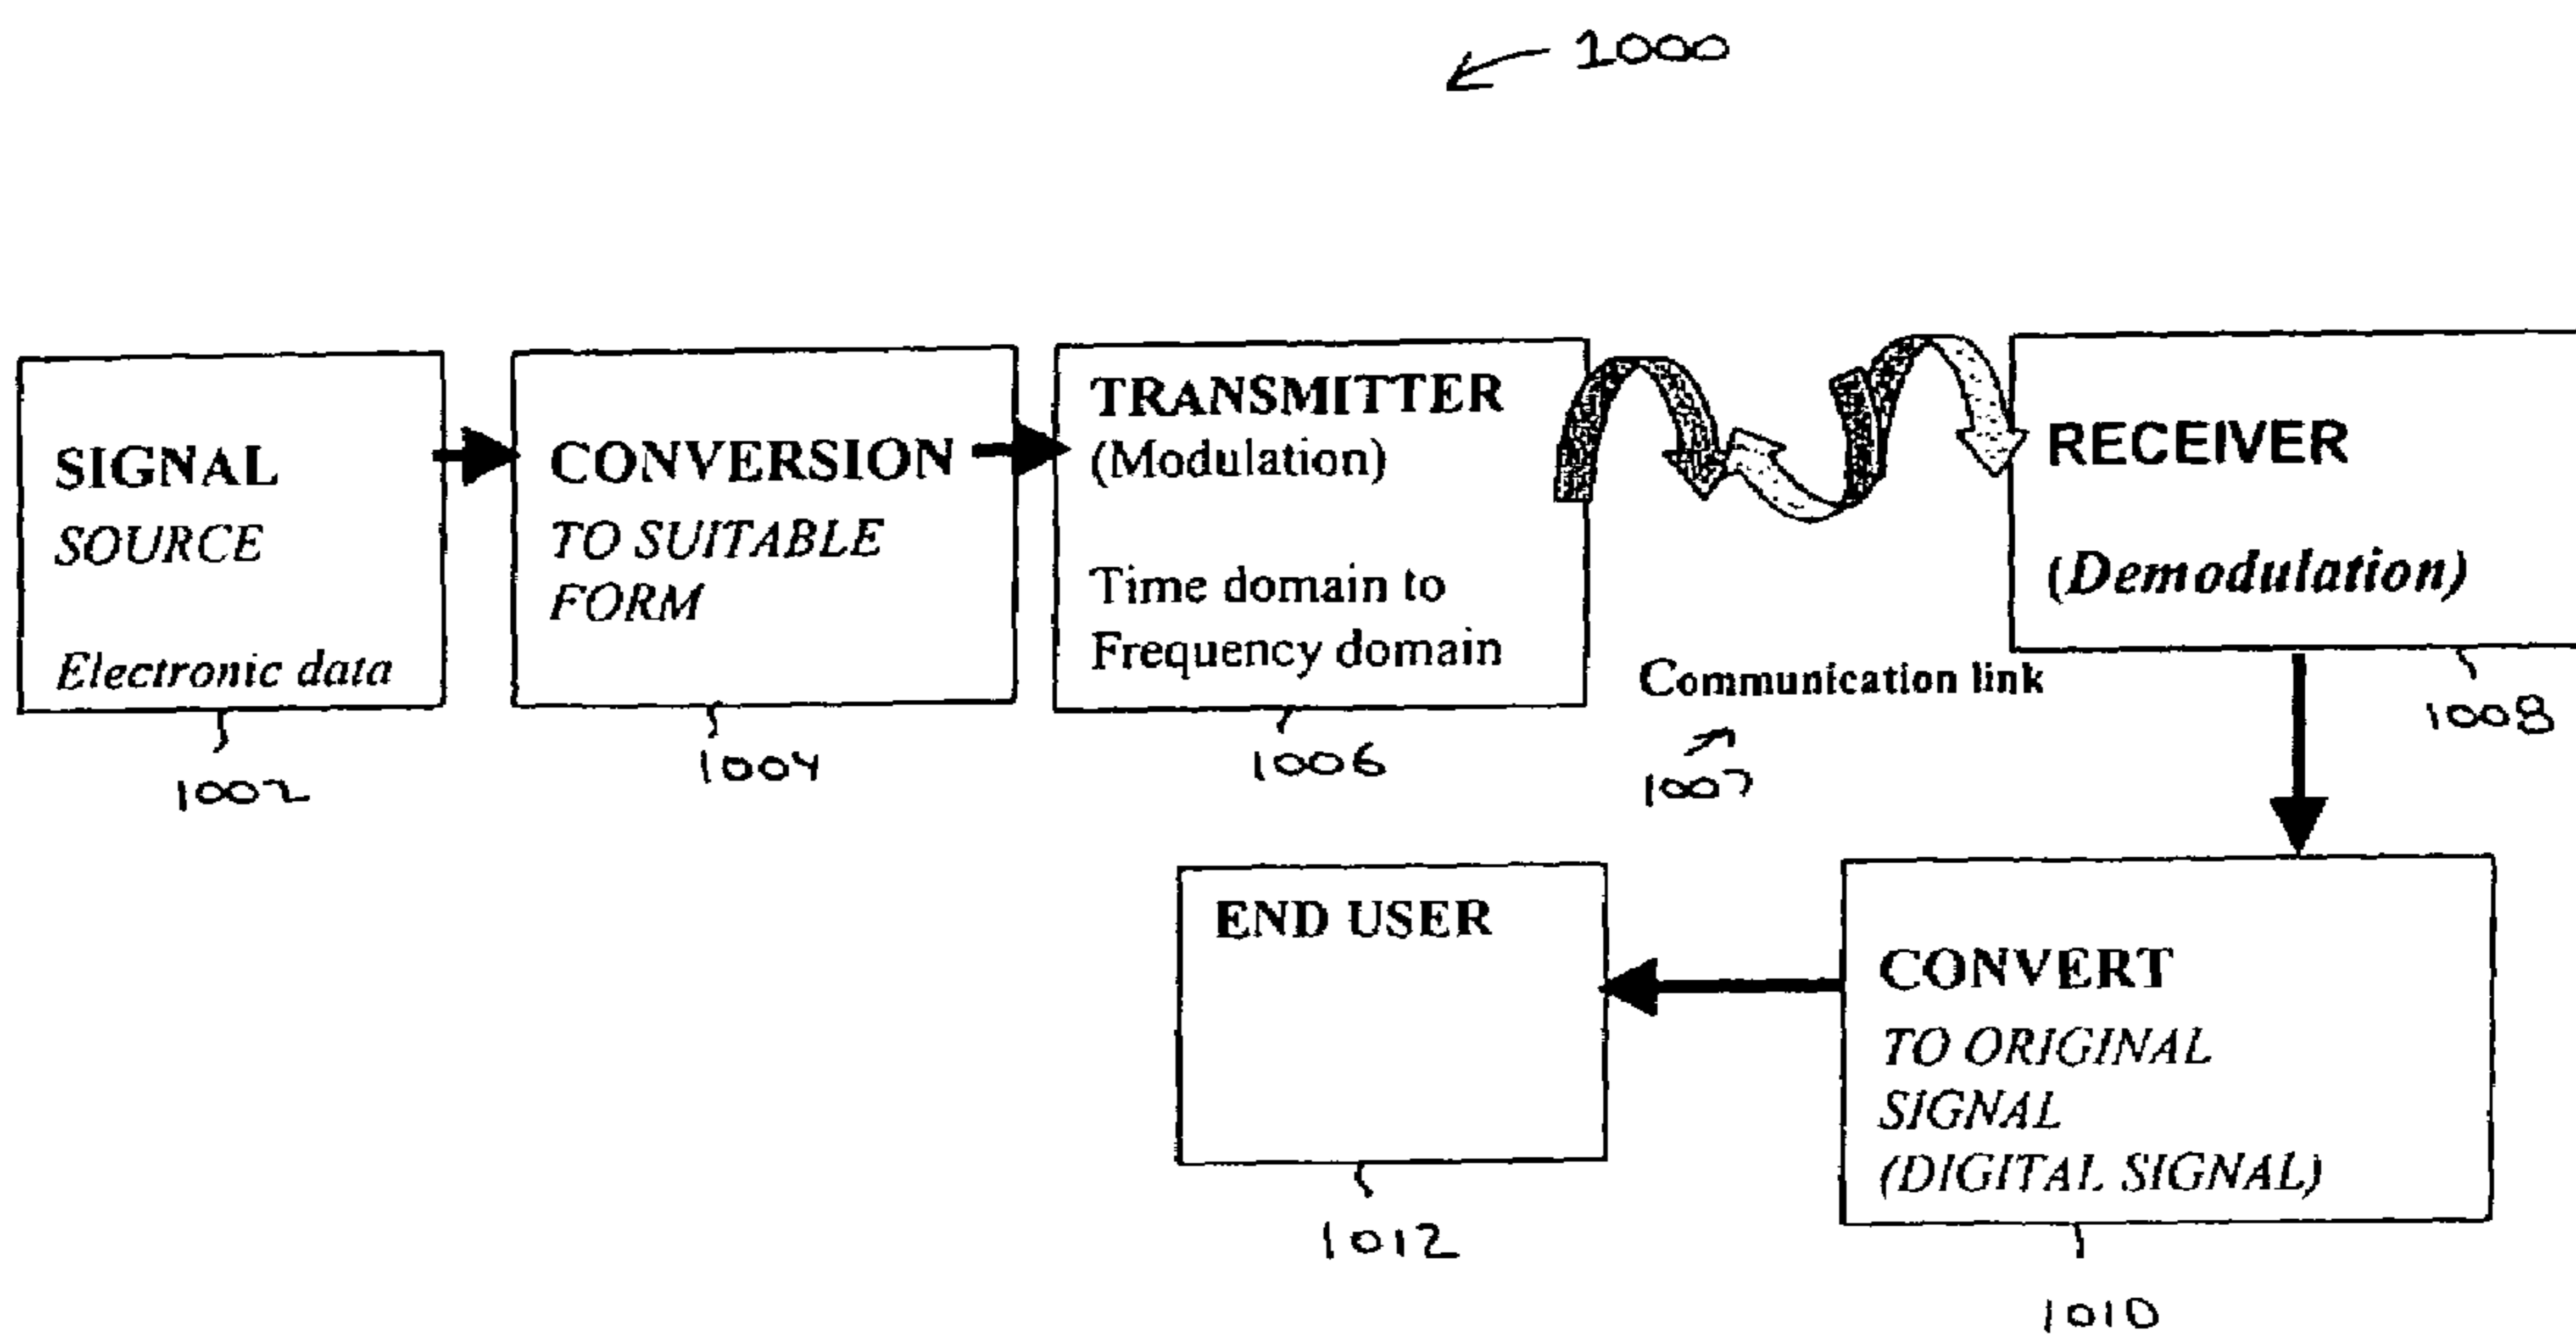 1000
SIGNAL
SOURCE
Electronic data
1002
CONVERSION
TO SUITABLE
FORM
1004
TRANSMITTER
(Modulation)
Time domain to
Frequency domain
1006
Communication link
1007
RECEIVER
(Demodulation)
1008
CONVERT
TO ORIGINAL
SIGNAL
(DIGITAL SIGNAL)
1010
END USER
1012